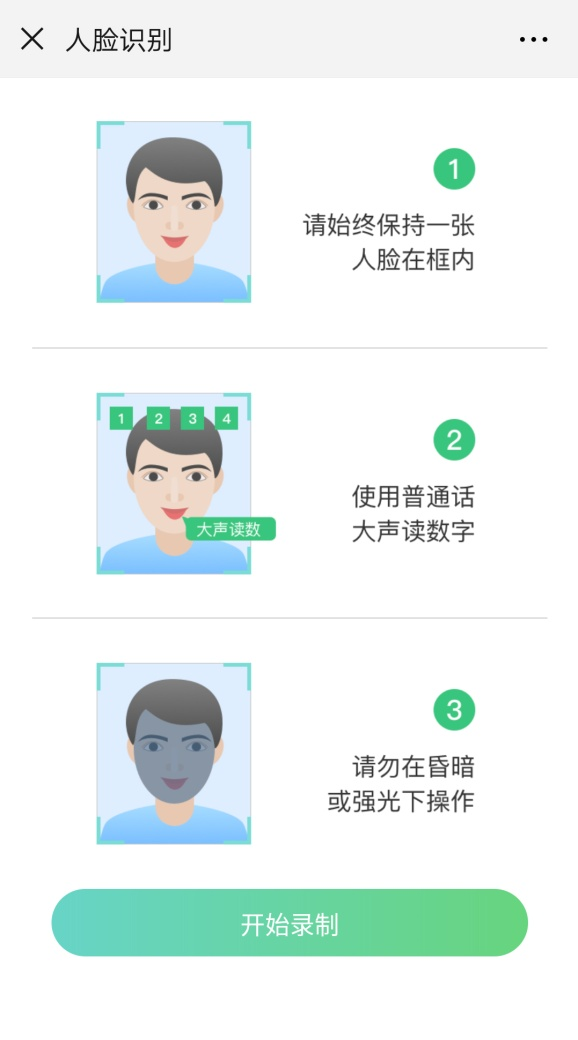 人脸识别
1
请始终保持一张
人脸在框内
1 2 3 4
大声读数
2
使用普通话
大声读数字
3
请勿在昏暗
或强光下操作
开始录制